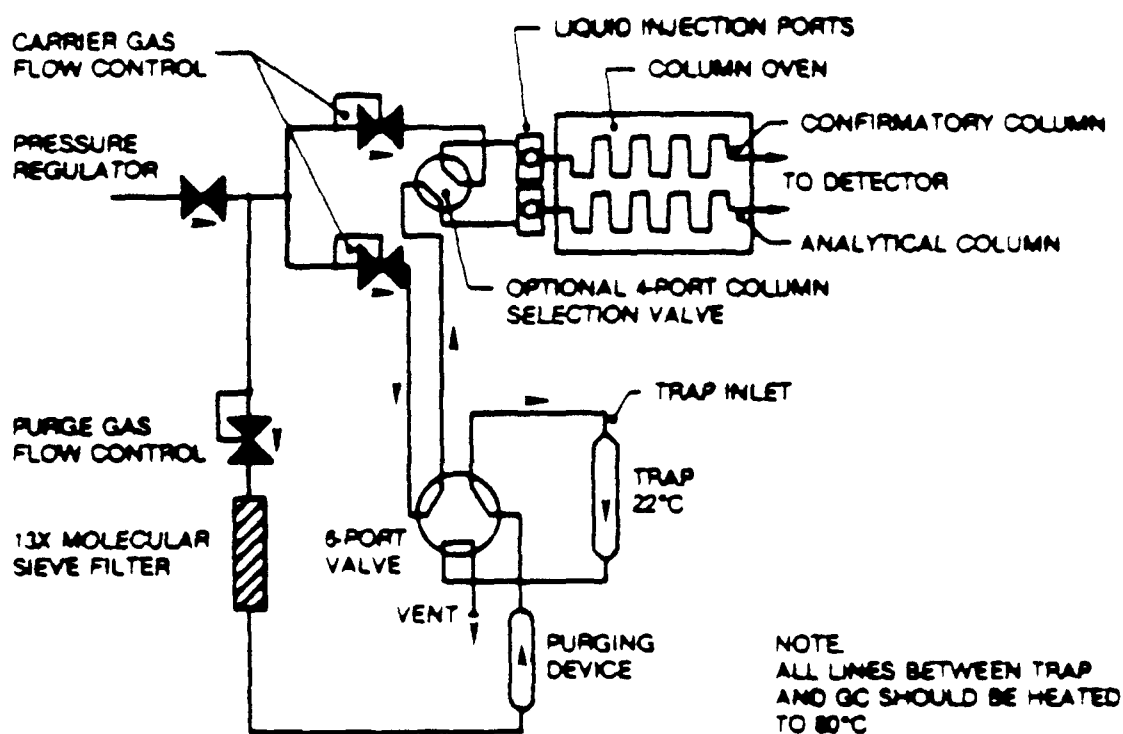 LIQUID INJECTION PORTS
CARRIER GAS
FLOW CONTROL
COLUMN OVEN
CONFIRMATORY COLUMN
PRESSURE
REGULATOR
TO DETECTOR
ANALYTICAL COLUMN
OPTIONAL 4-PORT COLUMN
SELECTION VALVE
TRAP INLET
PURGE GAS
FLOW CONTROL
TRAP
22°C
13X MOLECULAR
SIEVE FILTER
6-PORT
VALVE
VENT
PURGING
DEVICE
NOTE
ALL LINES BETWEEN TRAP
AND GC SHOULD BE HEATED
TO 80°C